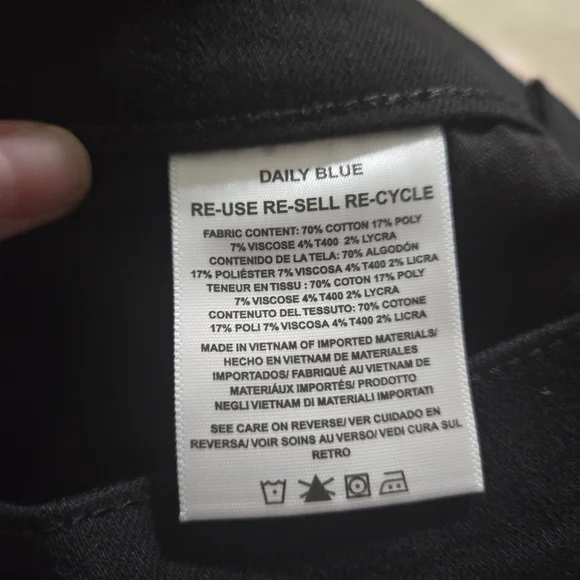 DAILY BLUE
RE-USE RE-SELL RE-CYCLE
FABRIC CONTENT: 70% COTTON 17% POLY
7% VISCOSE 4% T400 2% LYCRA
CONTENIDO DE LA TELA: 70% ALGODÓN
17% POLIÉSTER 7% VISCOSA 4% T400 2% LICRA
TENEUR EN TISSU : 70% COTON 17% POLY
7% VISCOSE 4% T400 2% LYCRA
CONTENUTO DEL TESSUTO: 70% COTONE
17% POLI 7% VISCOSA 4% T400 2% LICRA
MADE IN VIETNAM OF IMPORTED MATERIALS/
HECHO EN VIETNAM DE MATERIALES
IMPORTADOS/ FABRIQUÉ AU VIETNAM DE
MATERIÁUX IMPORTÉS/ PRODOTTO
NEGLI VIETNAM DI MATERIALI IMPORTATI
SEE CARE ON REVERSE/ VER CUIDADO EN
REVERSA/ VOIR SOINS AU VERSO/ VEDI CURA SUL
RETRO